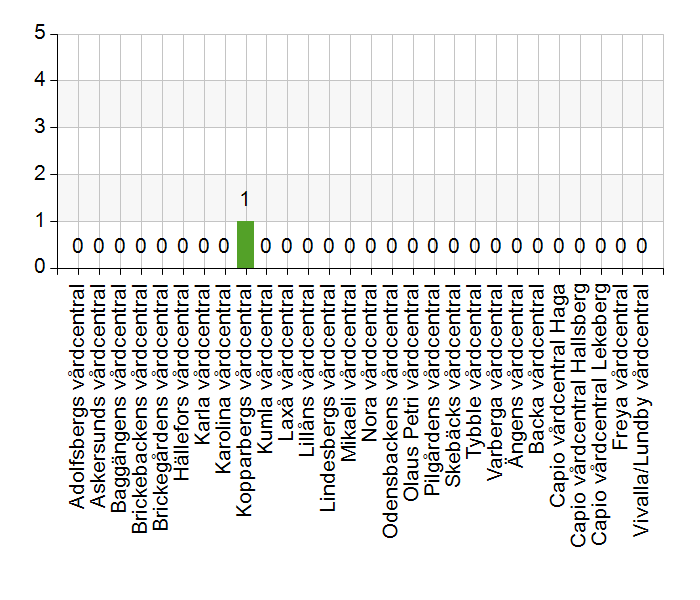 5
4
3
2
1
0
0 0 0 0 0 0 0 0 1 0 0 0 0 0 0 0 0 0 0 0 0 0 0 0 0 0 0 0
Adolfsbergs vårdcentral
Askersunds vårdcentral
Baggängens vårdcentral
Brickebackens vårdcentral
Brickegårdens vårdcentral
Hällefors vårdcentral
Karla vårdcentral
Karolina vårdcentral
Kopparbergs vårdcentral
Kumla vårdcentral
Laxå vårdcentral
Lillåns vårdcentral
Lindesbergs vårdcentral
Mikaeli vårdcentral
Nora vårdcentral
Odensbackens vårdcentral
Olaus Petri vårdcentral
Pilgårdens vårdcentral
Skebäcks vårdcentral
Tybble vårdcentral
Varberga vårdcentral
Ängens vårdcentral
Backa vårdcentral
Capio vårdcentral Haga
Capio vårdcentral Hallsberg
Capio vårdcentral Lekeberg
Freya vårdcentral
Vivalla/Lundby vårdcentral